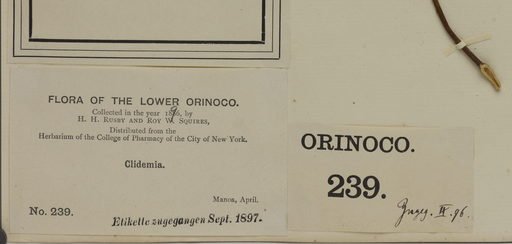 FLORA OF THE LOWER ORINOCO.
Collected in the year 1896, by
H. H. RUSBY AND ROY W. SQUIRES,
Distributed from the
Herbarium of the College of Pharmacy of the City of New York.
Clidemia.
Manoa, April.
No. 239.
Etikette zugegangen Sept. 1897.
ORINOCO.
239.
IX. 96.